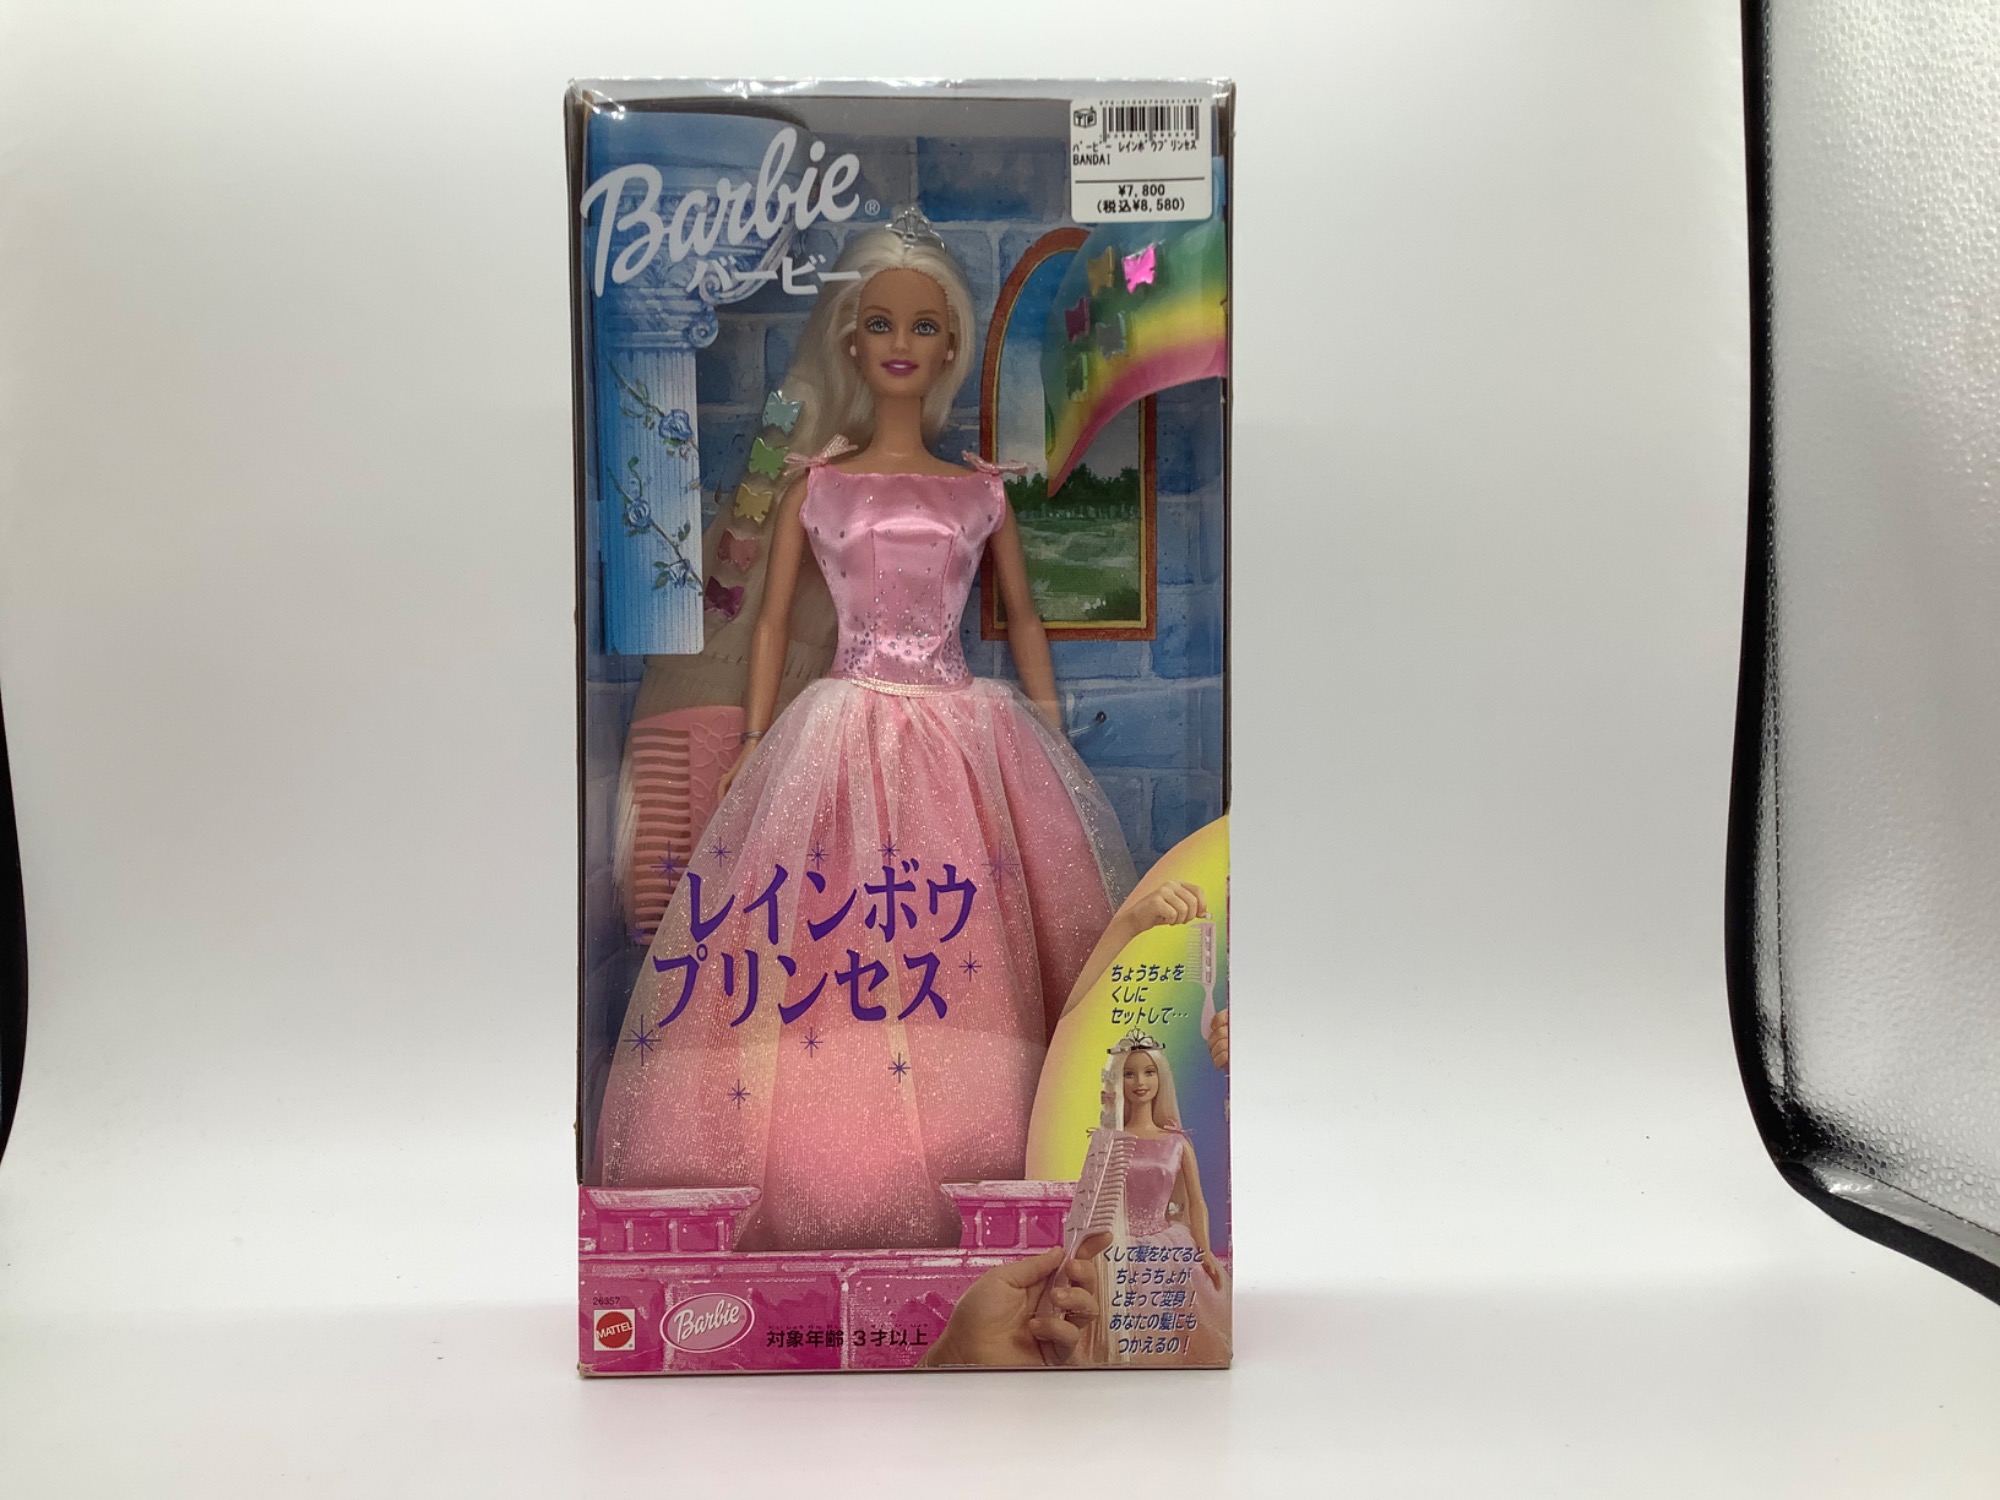 Barbie®
バービー
TF
バービー レインボウプリンセス
BANDAI
¥7,800
(税込¥8,580)
レインボウ
プリンセス
ちょうちょを
くしに
セットして…
くしで髪をなでると
ちょうちょが
とまって変身!
あなたの髪にも
つかえるの!
26357
MATTEL
Barbie
対象年齢 3才以上